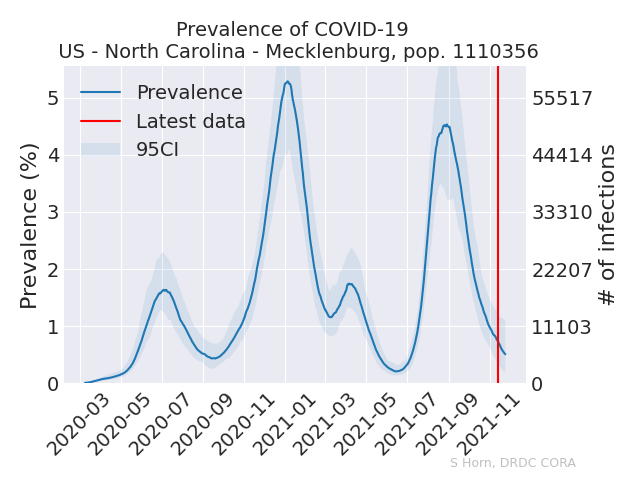 Prevalence of COVID-19
US - North Carolina - Mecklenburg, pop. 1110356
Prevalence
Latest data
95CI
Prevalence (%)
5
4
3
2
1
0
55517
44414
33310
22207
11103
0
# of infections
2020-03
2020-05
2020-07
2020-09
2020-11
2021-01
2021-03
2021-05
2021-07
2021-09
2021-11
S Horn, DRDC CORA